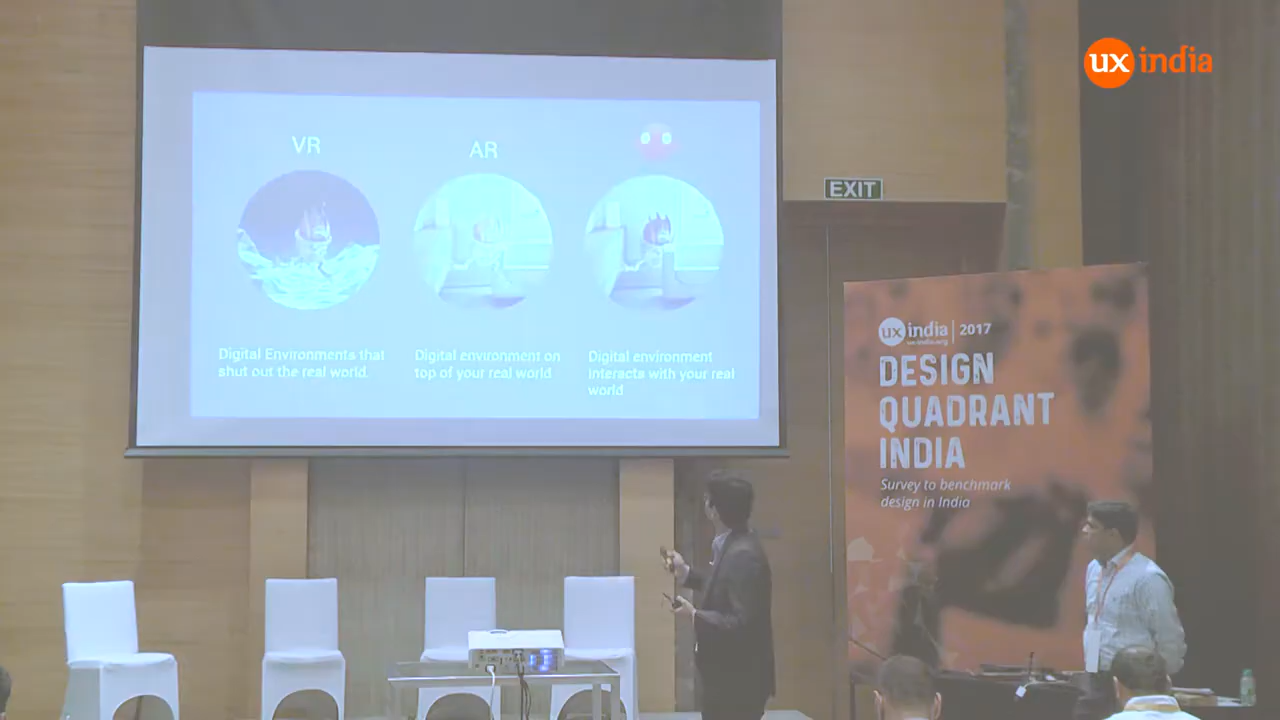 ux india
VR
AR
Digital Environments that
shut out the real world.
Digital environment on
top of your real world
Digital environment
interacts with your real
world
EXIT
ux india | 2017
DESIGN
QUADRANT
INDIA
Survey to benchmark
design in India